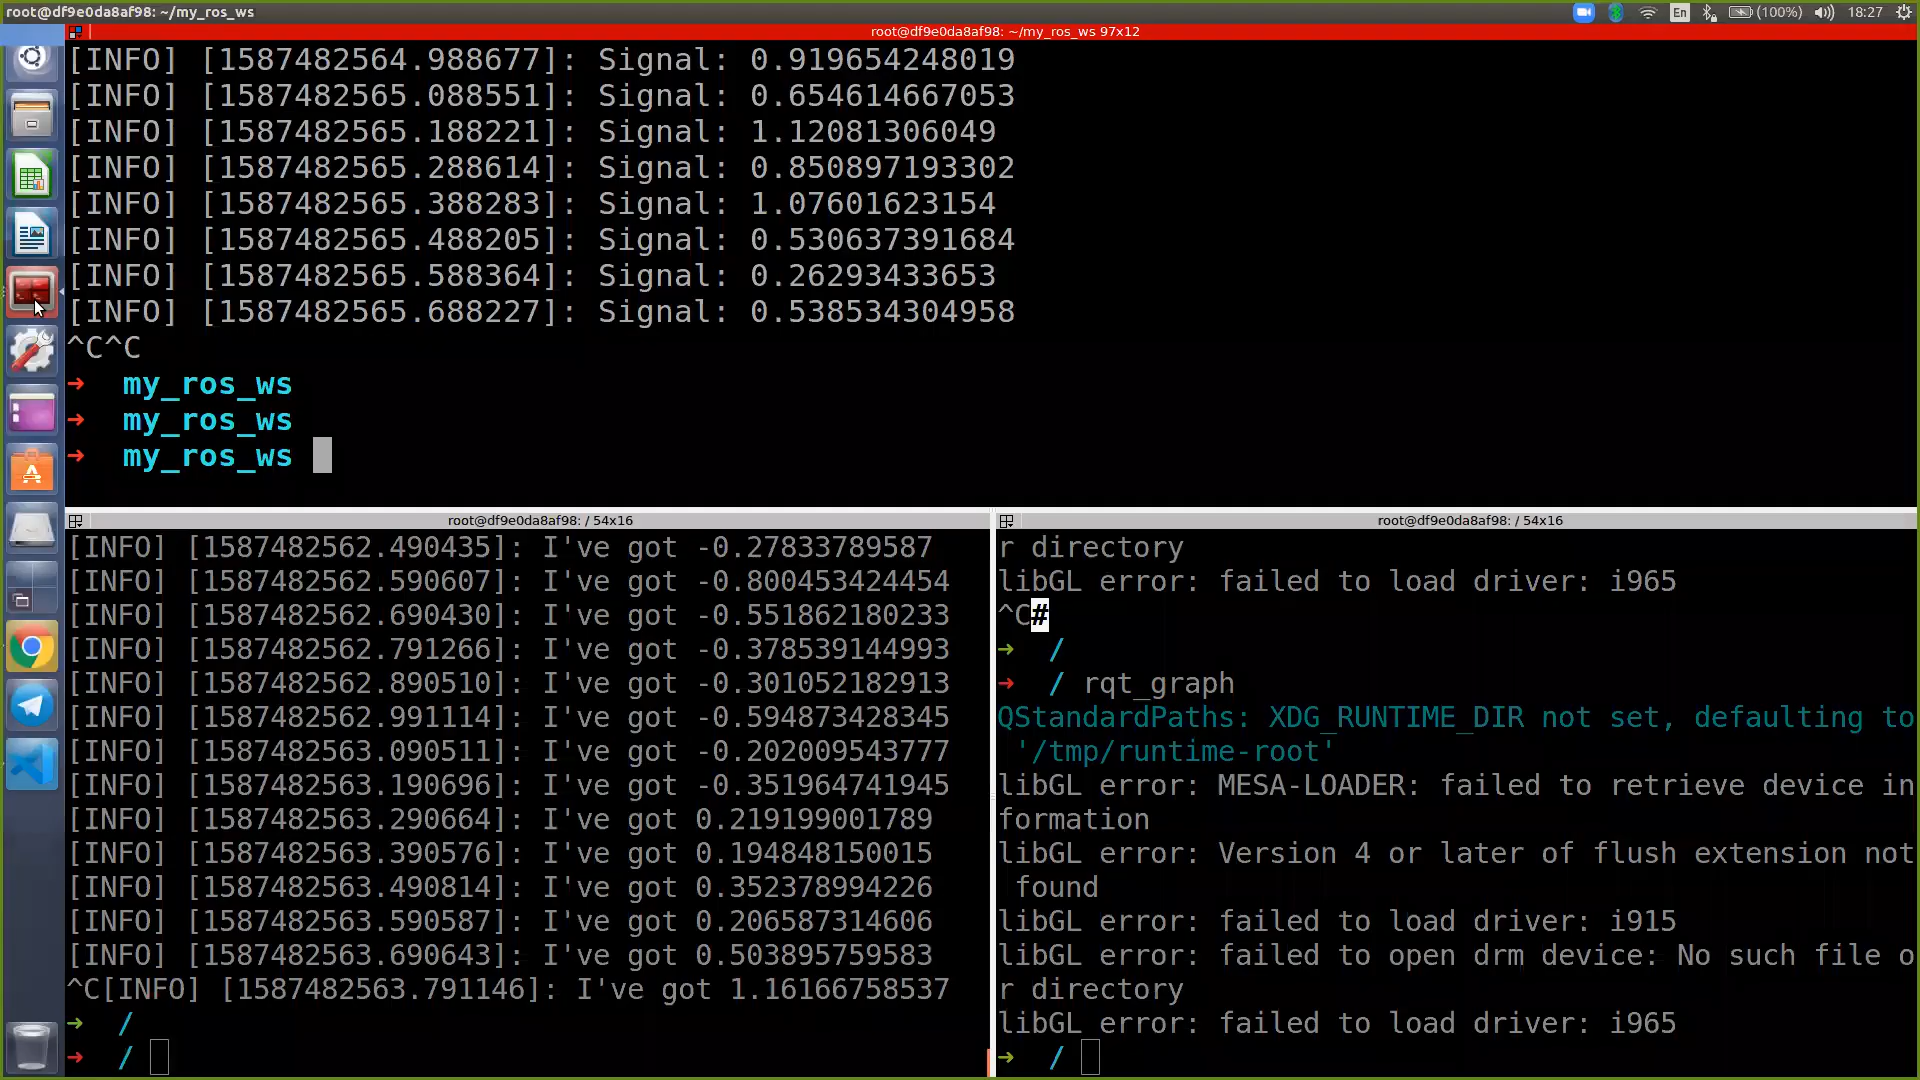 root@df9e0da8af98: ~/my_ros_ws
En
(100%)
18:27
root@df9e0da8af98: ~/my_ros_ws 97x12
[INFO] [1587482564.988677]: Signal: 0.919654248019
[INFO] [1587482565.088551]: Signal: 0.654614667053
[INFO] [1587482565.188221]: Signal: 1.12081306049
[INFO] [1587482565.288614]: Signal: 0.850897193302
[INFO] [1587482565.388283]: Signal: 1.07601623154
[INFO] [1587482565.488205]: Signal: 0.530637391684
[INFO] [1587482565.588364]: Signal: 0.26293433653
[INFO] [1587482565.688227]: Signal: 0.538534304958
^C^C
➜  my_ros_ws
➜  my_ros_ws
➜  my_ros_ws
root@df9e0da8af98: / 54x16
[INFO] [1587482562.490435]: I've got -0.27833789587
[INFO] [1587482562.590607]: I've got -0.800453424454
[INFO] [1587482562.690430]: I've got -0.551862180233
[INFO] [1587482562.791266]: I've got -0.378539144993
[INFO] [1587482562.890510]: I've got -0.301052182913
[INFO] [1587482562.991114]: I've got -0.594873428345
[INFO] [1587482563.090511]: I've got -0.202009543777
[INFO] [1587482563.190696]: I've got -0.351964741945
[INFO] [1587482563.290664]: I've got 0.219199001789
[INFO] [1587482563.390576]: I've got 0.194848150015
[INFO] [1587482563.490814]: I've got 0.352378994226
[INFO] [1587482563.590587]: I've got 0.206587314606
[INFO] [1587482563.690643]: I've got 0.503895759583
^C[INFO] [1587482563.791146]: I've got 1.16166758537
➜  /
➜  /
root@df9e0da8af98: / 54x16
r directory
libGL error: failed to load driver: i965
^C#
➜  /
➜  / rqt_graph
QStandardPaths: XDG_RUNTIME_DIR not set, defaulting to
'/tmp/runtime-root'
libGL error: MESA-LOADER: failed to retrieve device in
formation
libGL error: Version 4 or later of flush extension not
found
libGL error: failed to load driver: i915
libGL error: failed to open drm device: No such file o
r directory
libGL error: failed to load driver: i965
➜  /